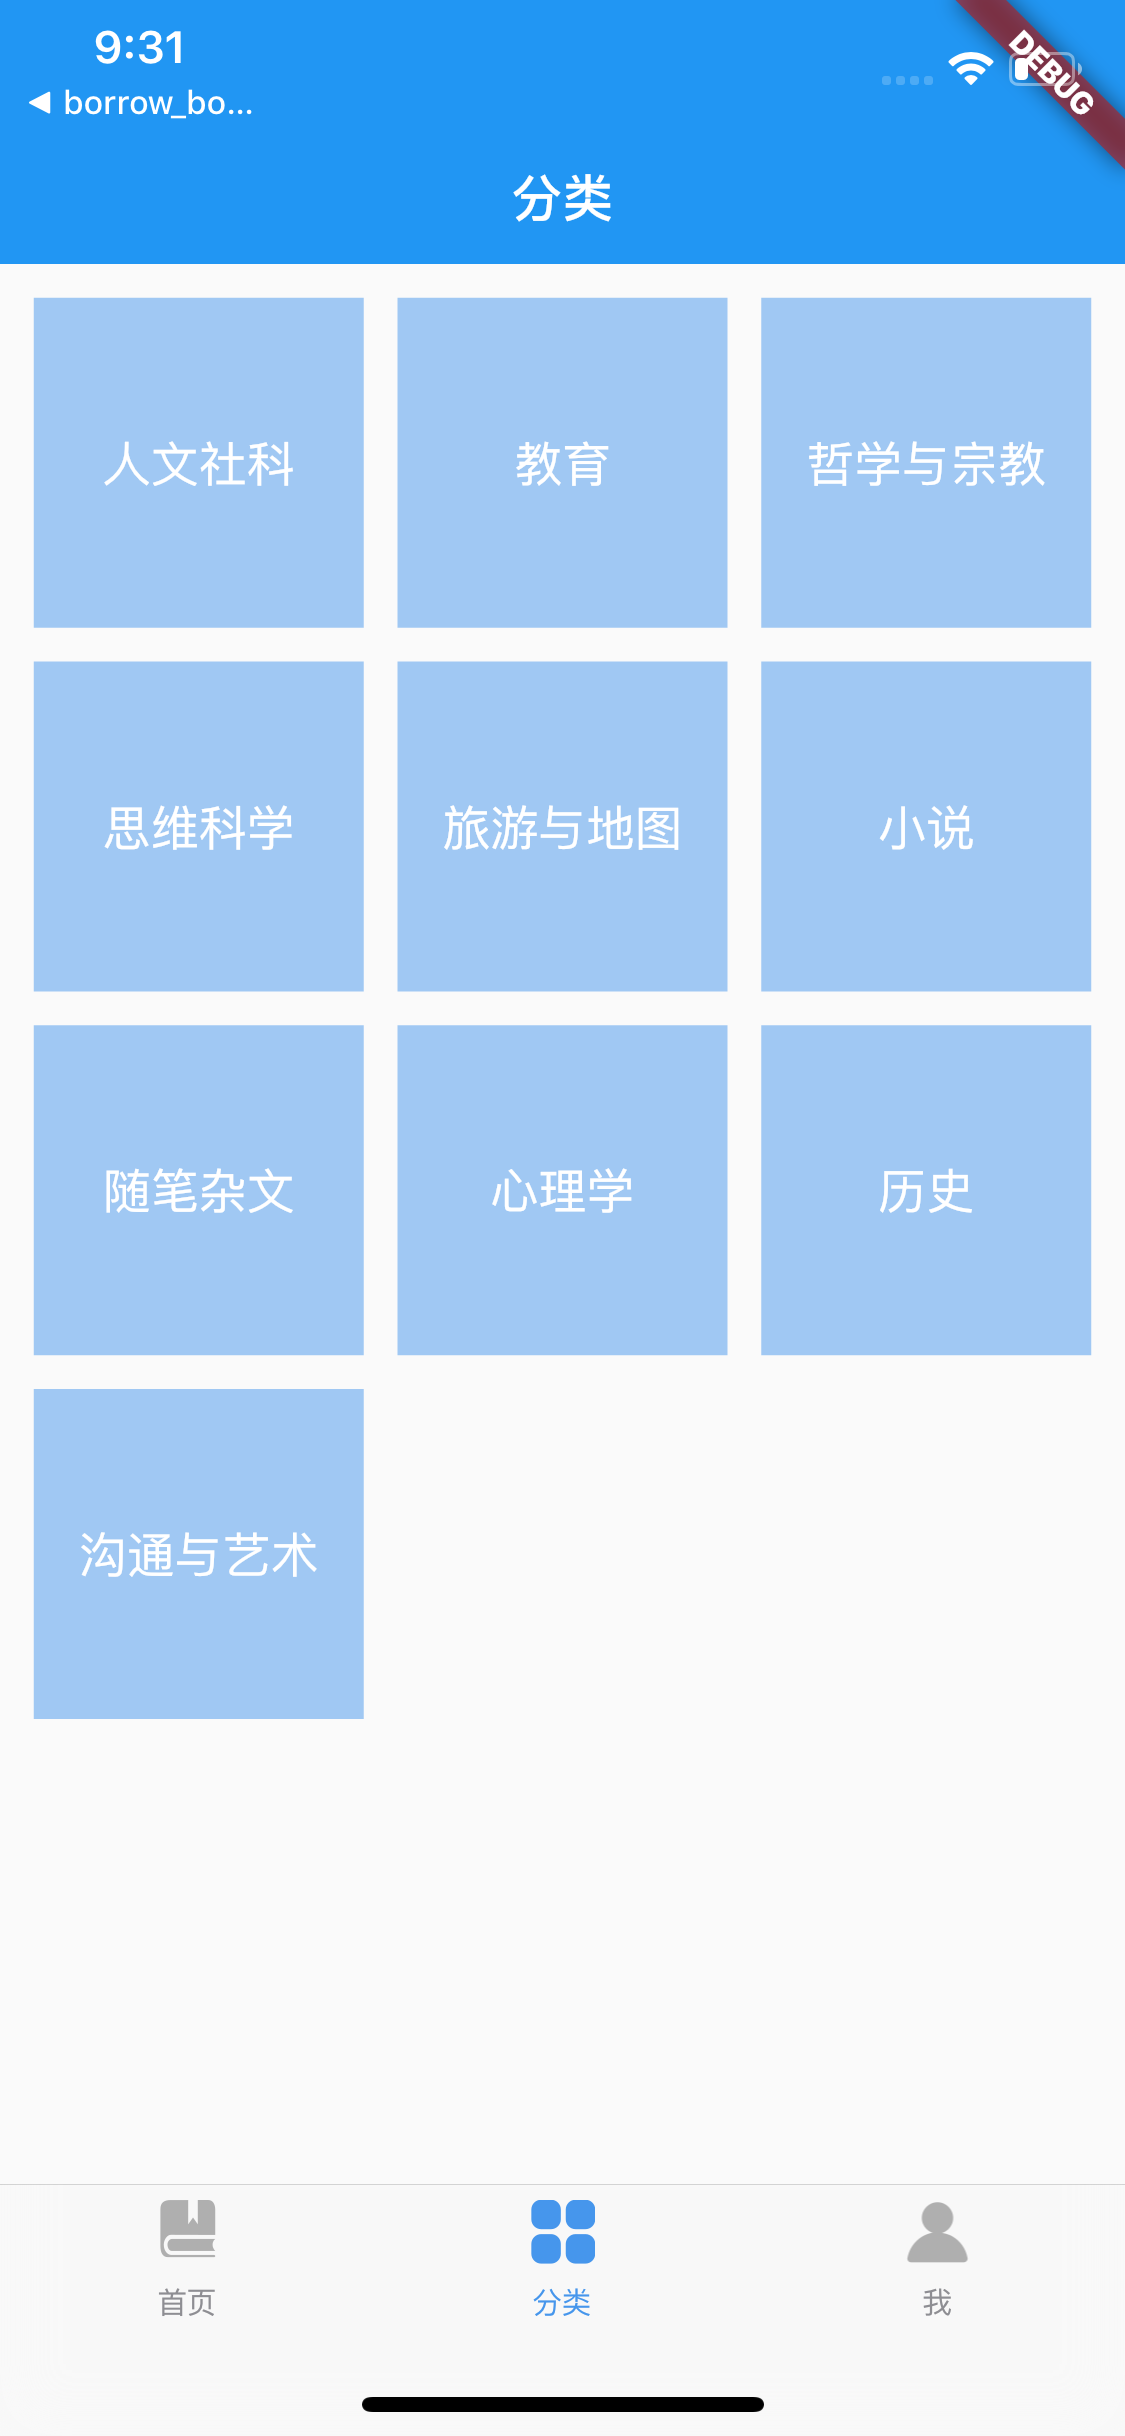 9:31
DEBUG
◀ borrow_bo...
分类
人文社科
教育
哲学与宗教
思维科学
旅游与地图
小说
随笔杂文
心理学
历史
沟通与艺术
首页
分类
我